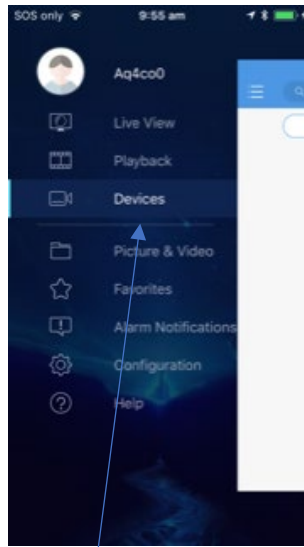 SOS only 9:55 am
Aq4co0
Live View
Playback
Devices
Picture & Video
Favorites
Alarm Notifications
Configuration
Help